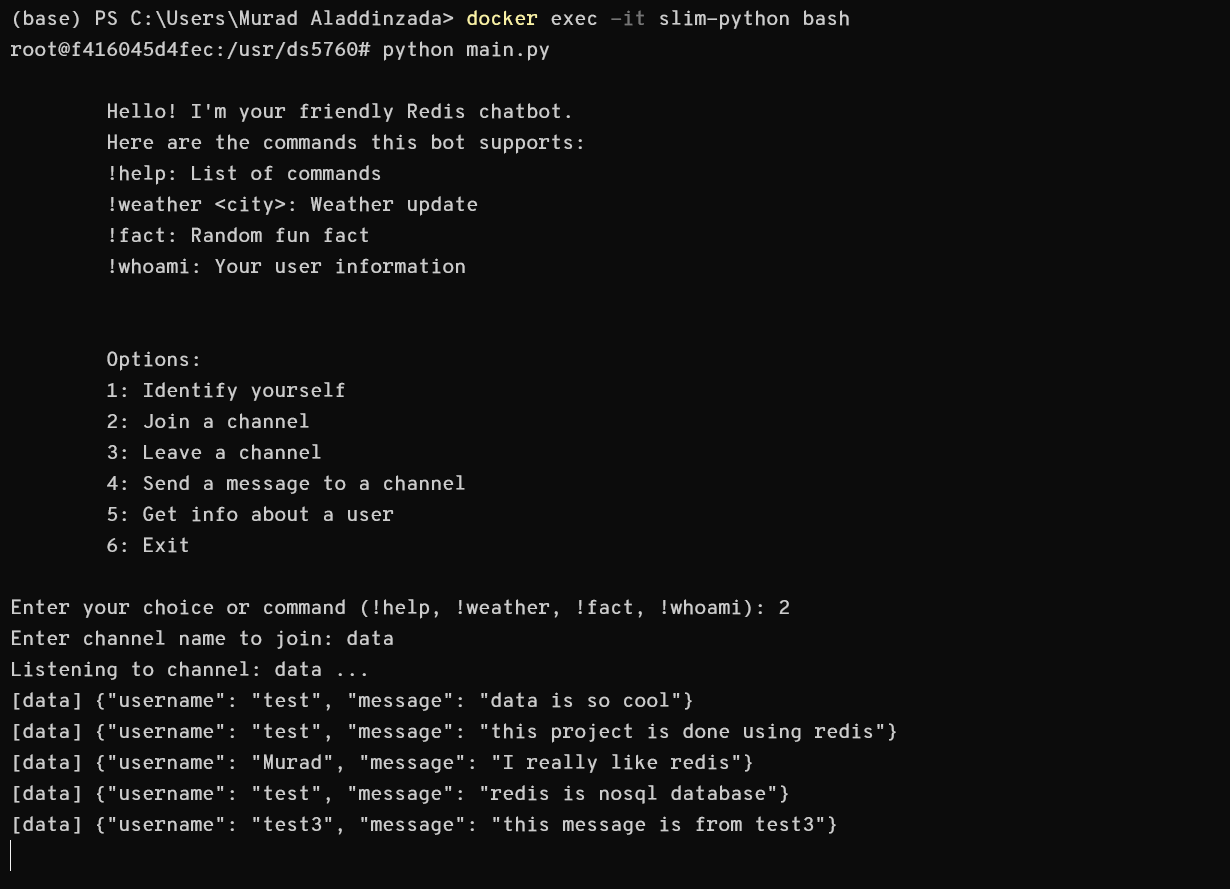 (base) PS C:\Users\Murad Aladdinzada> docker exec -it slim-python bash
root@f416045d4fec:/usr/ds5760# python main.py
Hello! I'm your friendly Redis chatbot.
Here are the commands this bot supports:
!help: List of commands
!weather <city>: Weather update
!fact: Random fun fact
!whoami: Your user information
Options:
1: Identify yourself
2: Join a channel
3: Leave a channel
4: Send a message to a channel
5: Get info about a user
6: Exit
Enter your choice or command (!help, !weather, !fact, !whoami): 2
Enter channel name to join: data
Listening to channel: data ...
[data] {"username": "test", "message": "data is so cool"}
[data] {"username": "test", "message": "this project is done using redis"}
[data] {"username": "Murad", "message": "I really like redis"}
[data] {"username": "test", "message": "redis is nosql database"}
[data] {"username": "test3", "message": "this message is from test3"}